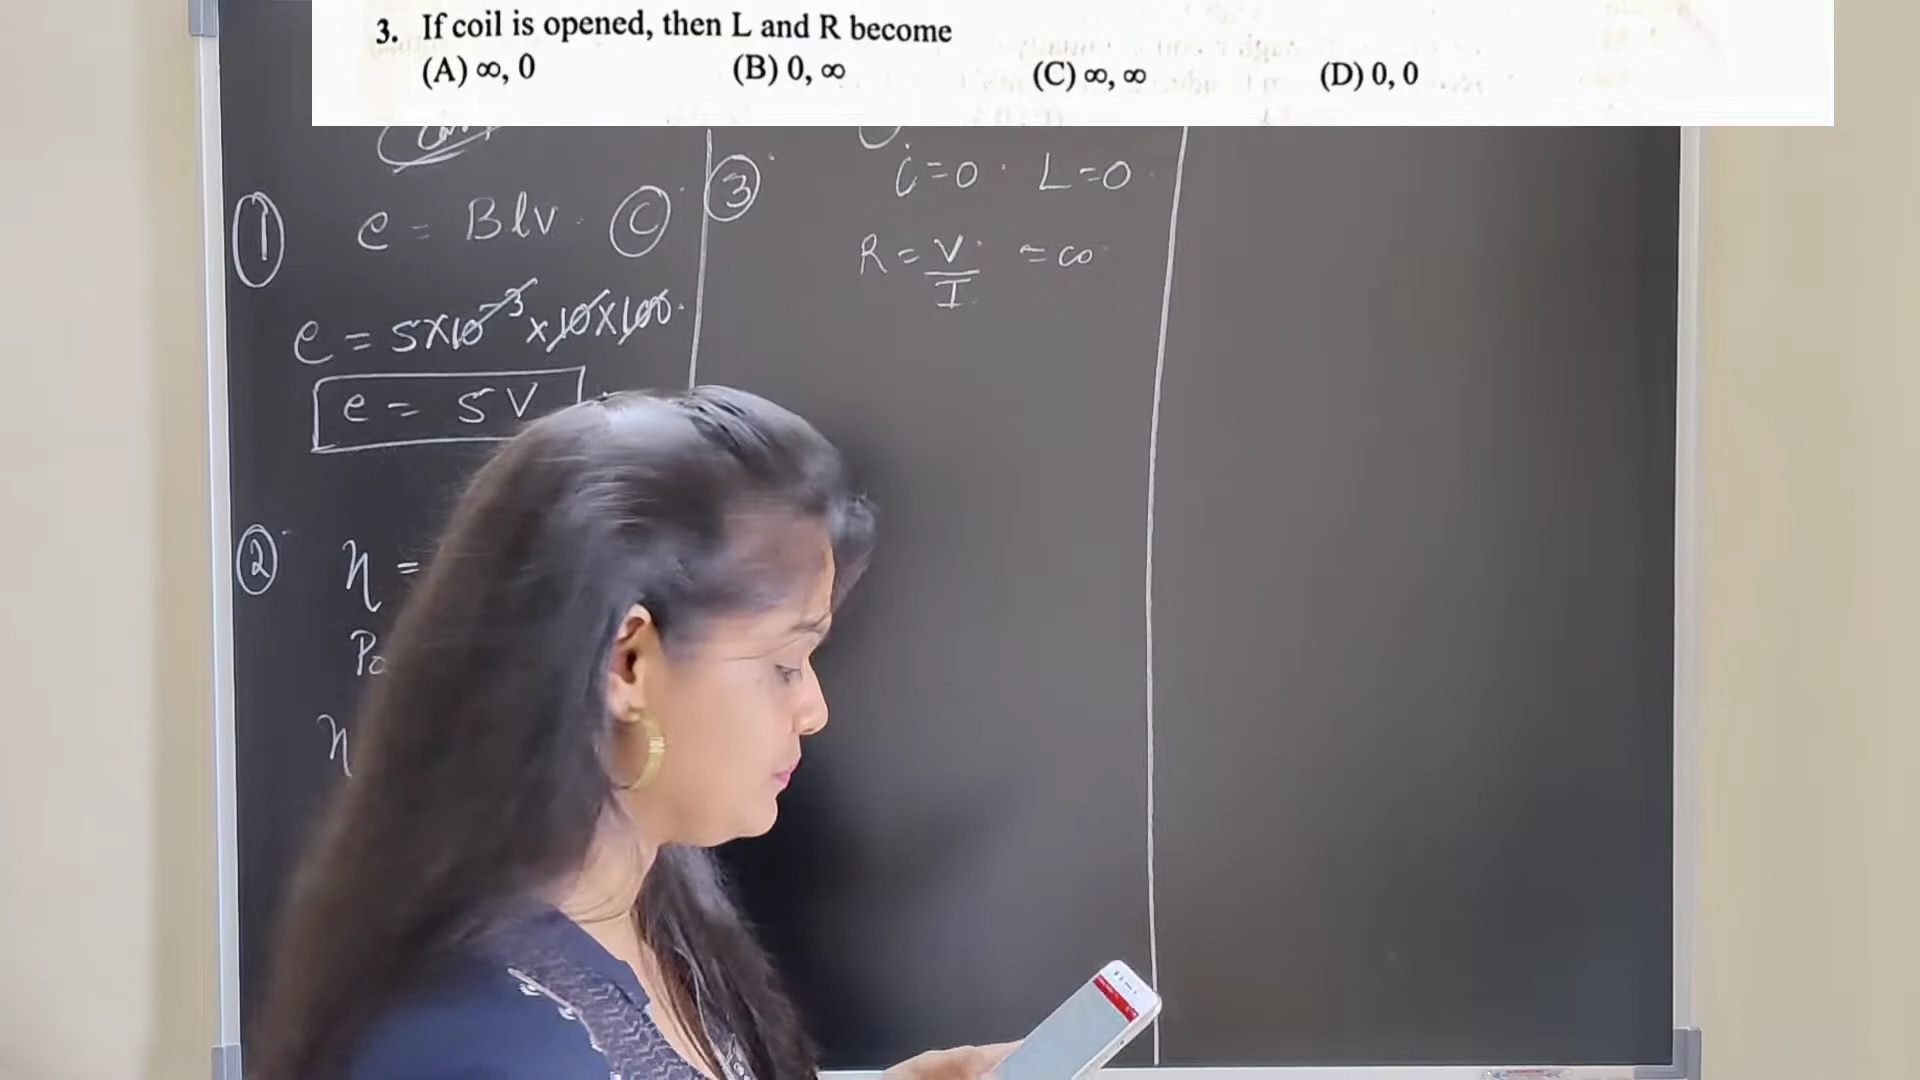 3. If coil is opened, then L and R become
(A) ∞, 0 (B) 0, ∞ (C) ∞, ∞ (D) 0, 0
① e = Blv Ⓒ
e = 5×10⁻³×10×100
e = 5V
② η =
Po
η
③ i=0 L=0
R = V/I = ∞